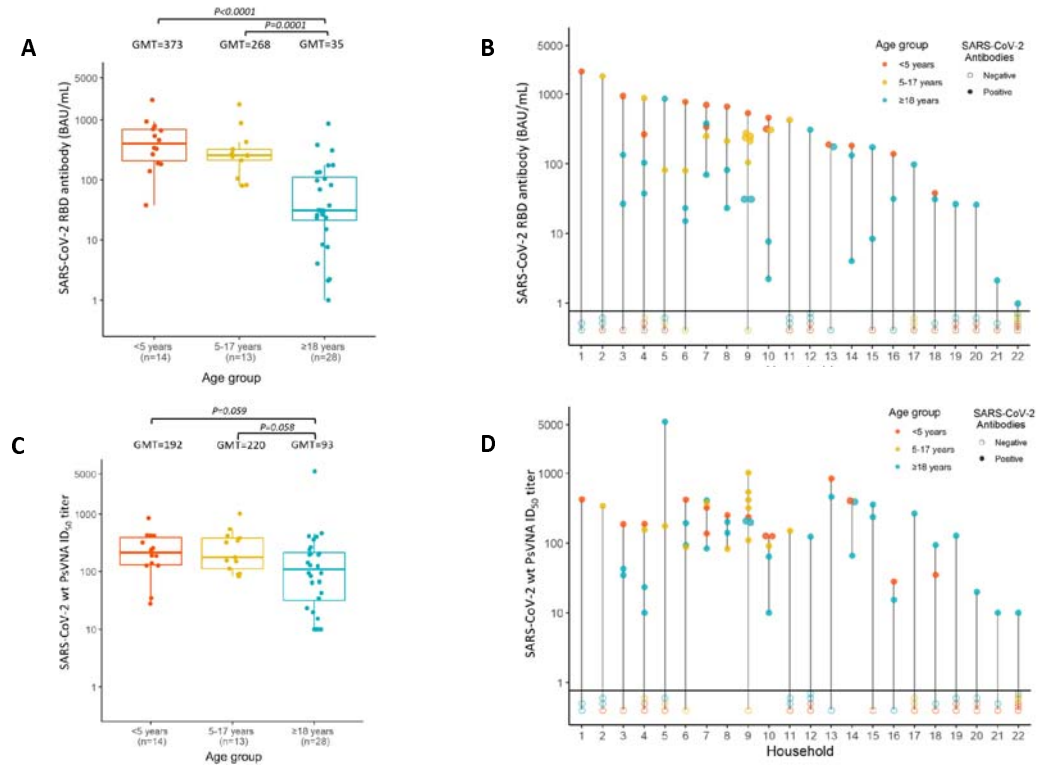 A
P<0.0001
P=0.0001
GMT=373 GMT=268 GMT=35
SARS-CoV-2 RBD antibody (BAU/mL)
5000
1000
100
10
1
<5 years 5-17 years ≥18 years
(n=14) (n=13) (n=28)
Age group
B
SARS-CoV-2 RBD antibody (BAU/mL)
5000
1000
100
10
1
Age group
<5 years
5-17 years
≥18 years
SARS-CoV-2
Antibodies
Negative
Positive
1 2 3 4 5 6 7 8 9 10 11 12 13 14 15 16 17 18 19 20 21 22
C
P=0.059
P=0.058
GMT=192 GMT=220 GMT=93
SARS-CoV-2 wt PsVNA ID50 titer
5000
1000
100
10
1
<5 years 5-17 years ≥18 years
(n=14) (n=13) (n=28)
Age group
D
SARS-CoV-2 wt PsVNA ID50 titer
5000
1000
100
10
1
Age group
<5 years
5-17 years
≥18 years
SARS-CoV-2
Antibodies
Negative
Positive
1 2 3 4 5 6 7 8 9 10 11 12 13 14 15 16 17 18 19 20 21 22
Household